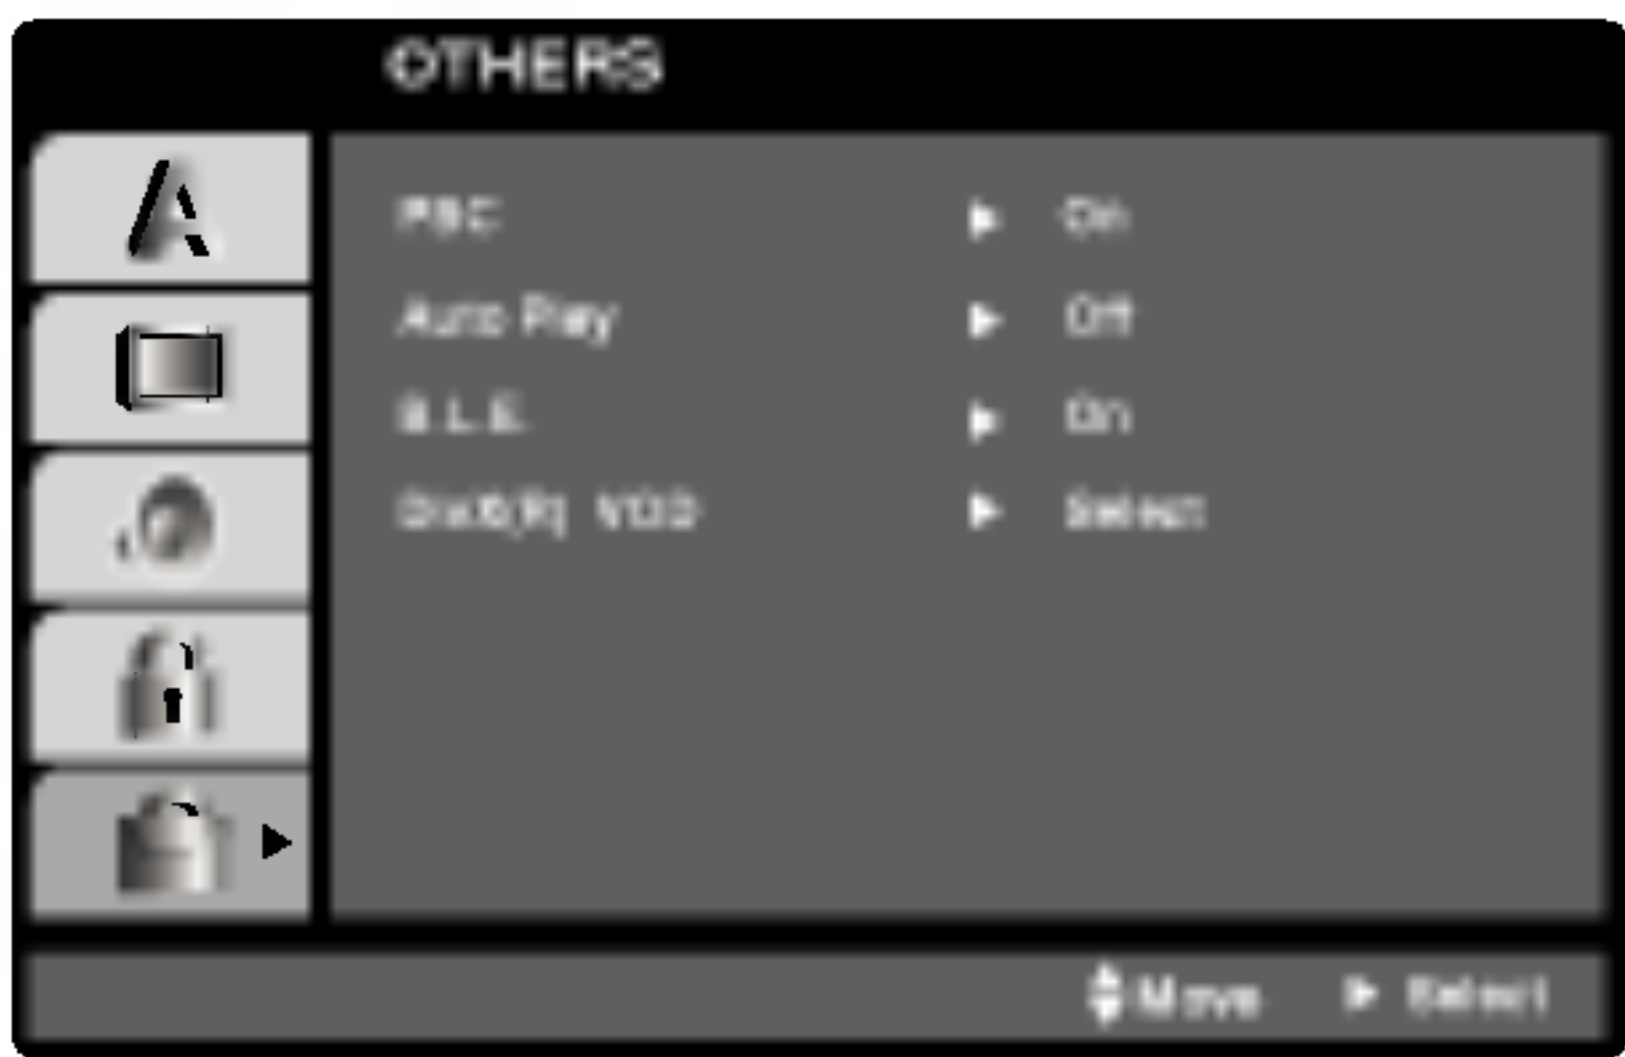 OTHERS
A
PBC ► On
Auto Play ► Off
B.L.E. ► On
DivX(R) VOD ► Select
Move ► Select